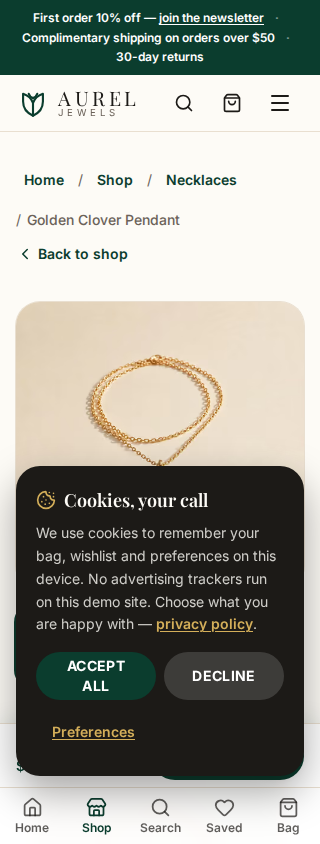 First order 10% off — join the newsletter ·
Complimentary shipping on orders over $50 ·
30-day returns
AUREL
JEWELS
Home / Shop / Necklaces
/ Golden Clover Pendant
Back to shop
Cookies, your call
We use cookies to remember your
bag, wishlist and preferences on this
device. No advertising trackers run
on this demo site. Choose what you
are happy with — privacy policy.
ACCEPT
ALL
DECLINE
Preferences
Home
Shop
Search
Saved
Bag